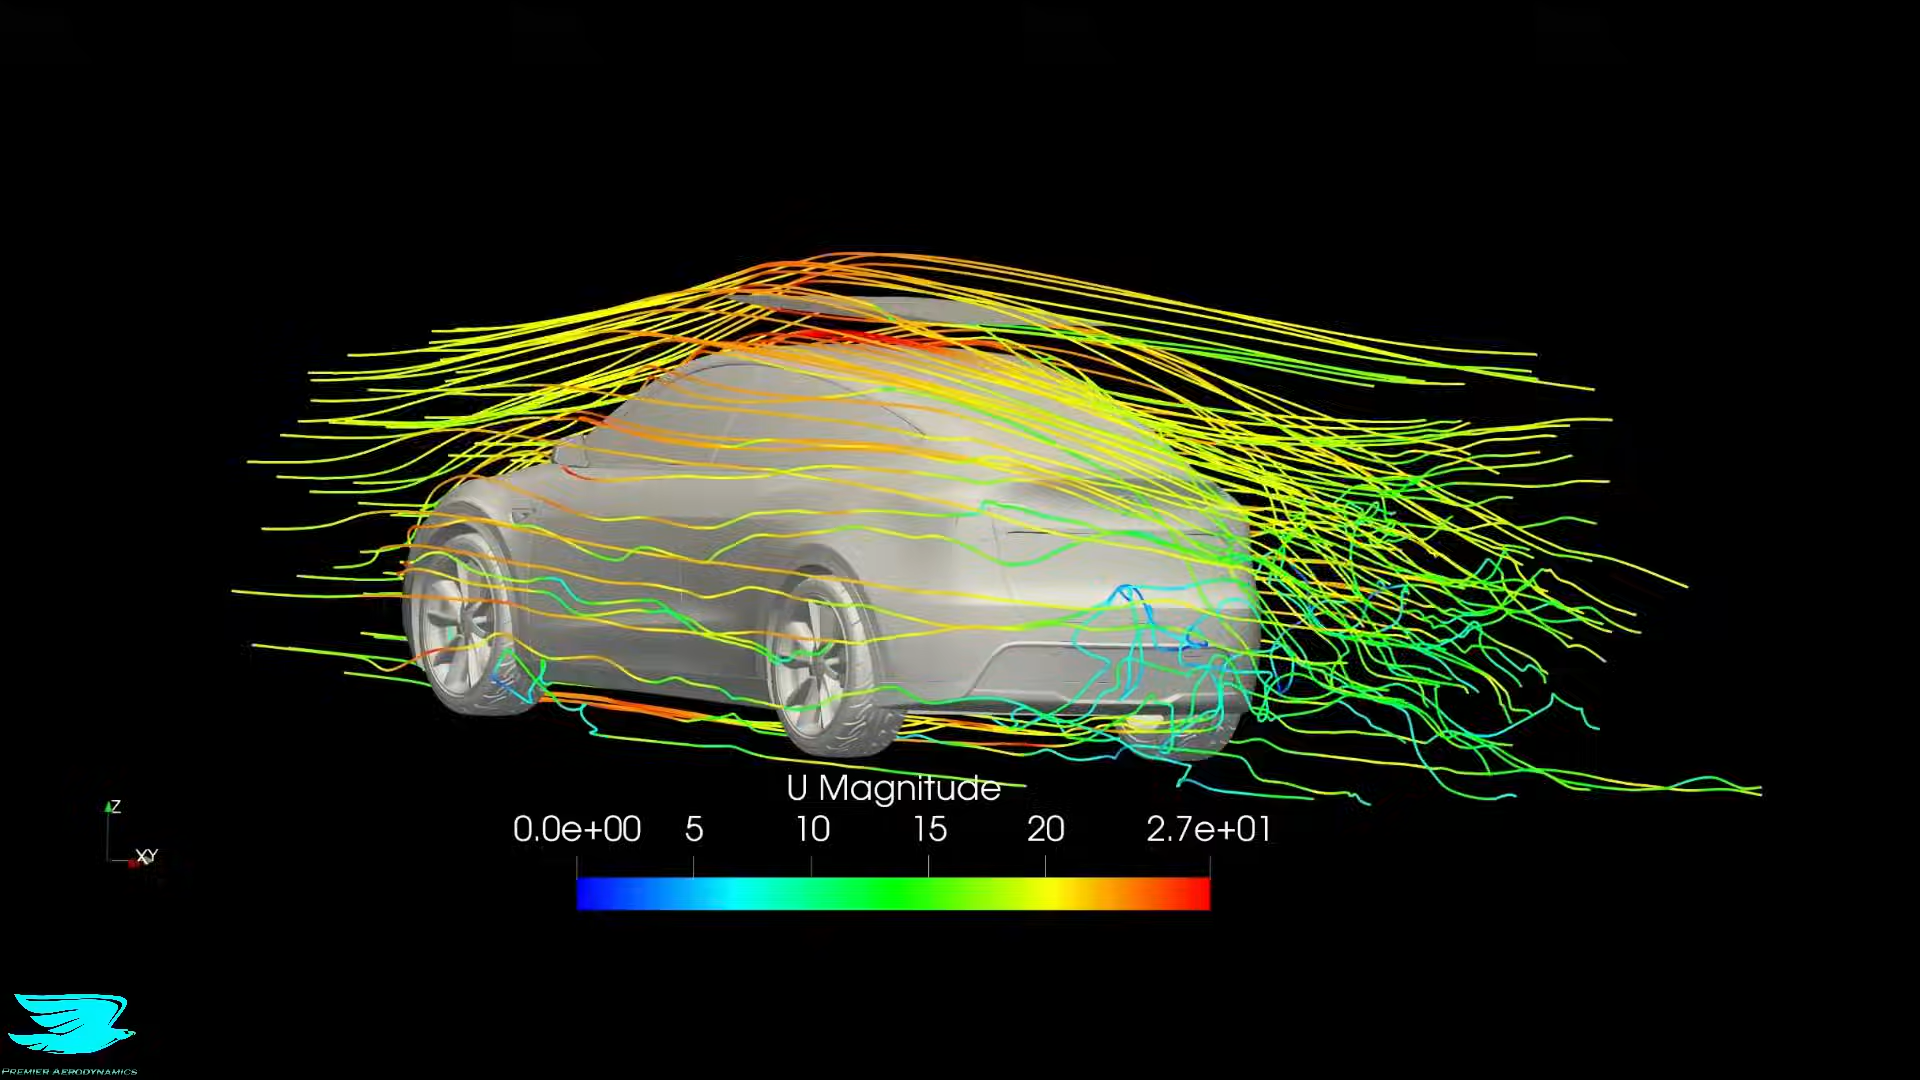 U Magnitude
0.0e+00 5 10 15 20 2.7e+01
Z
XY
PREMIER AERODYNAMICS